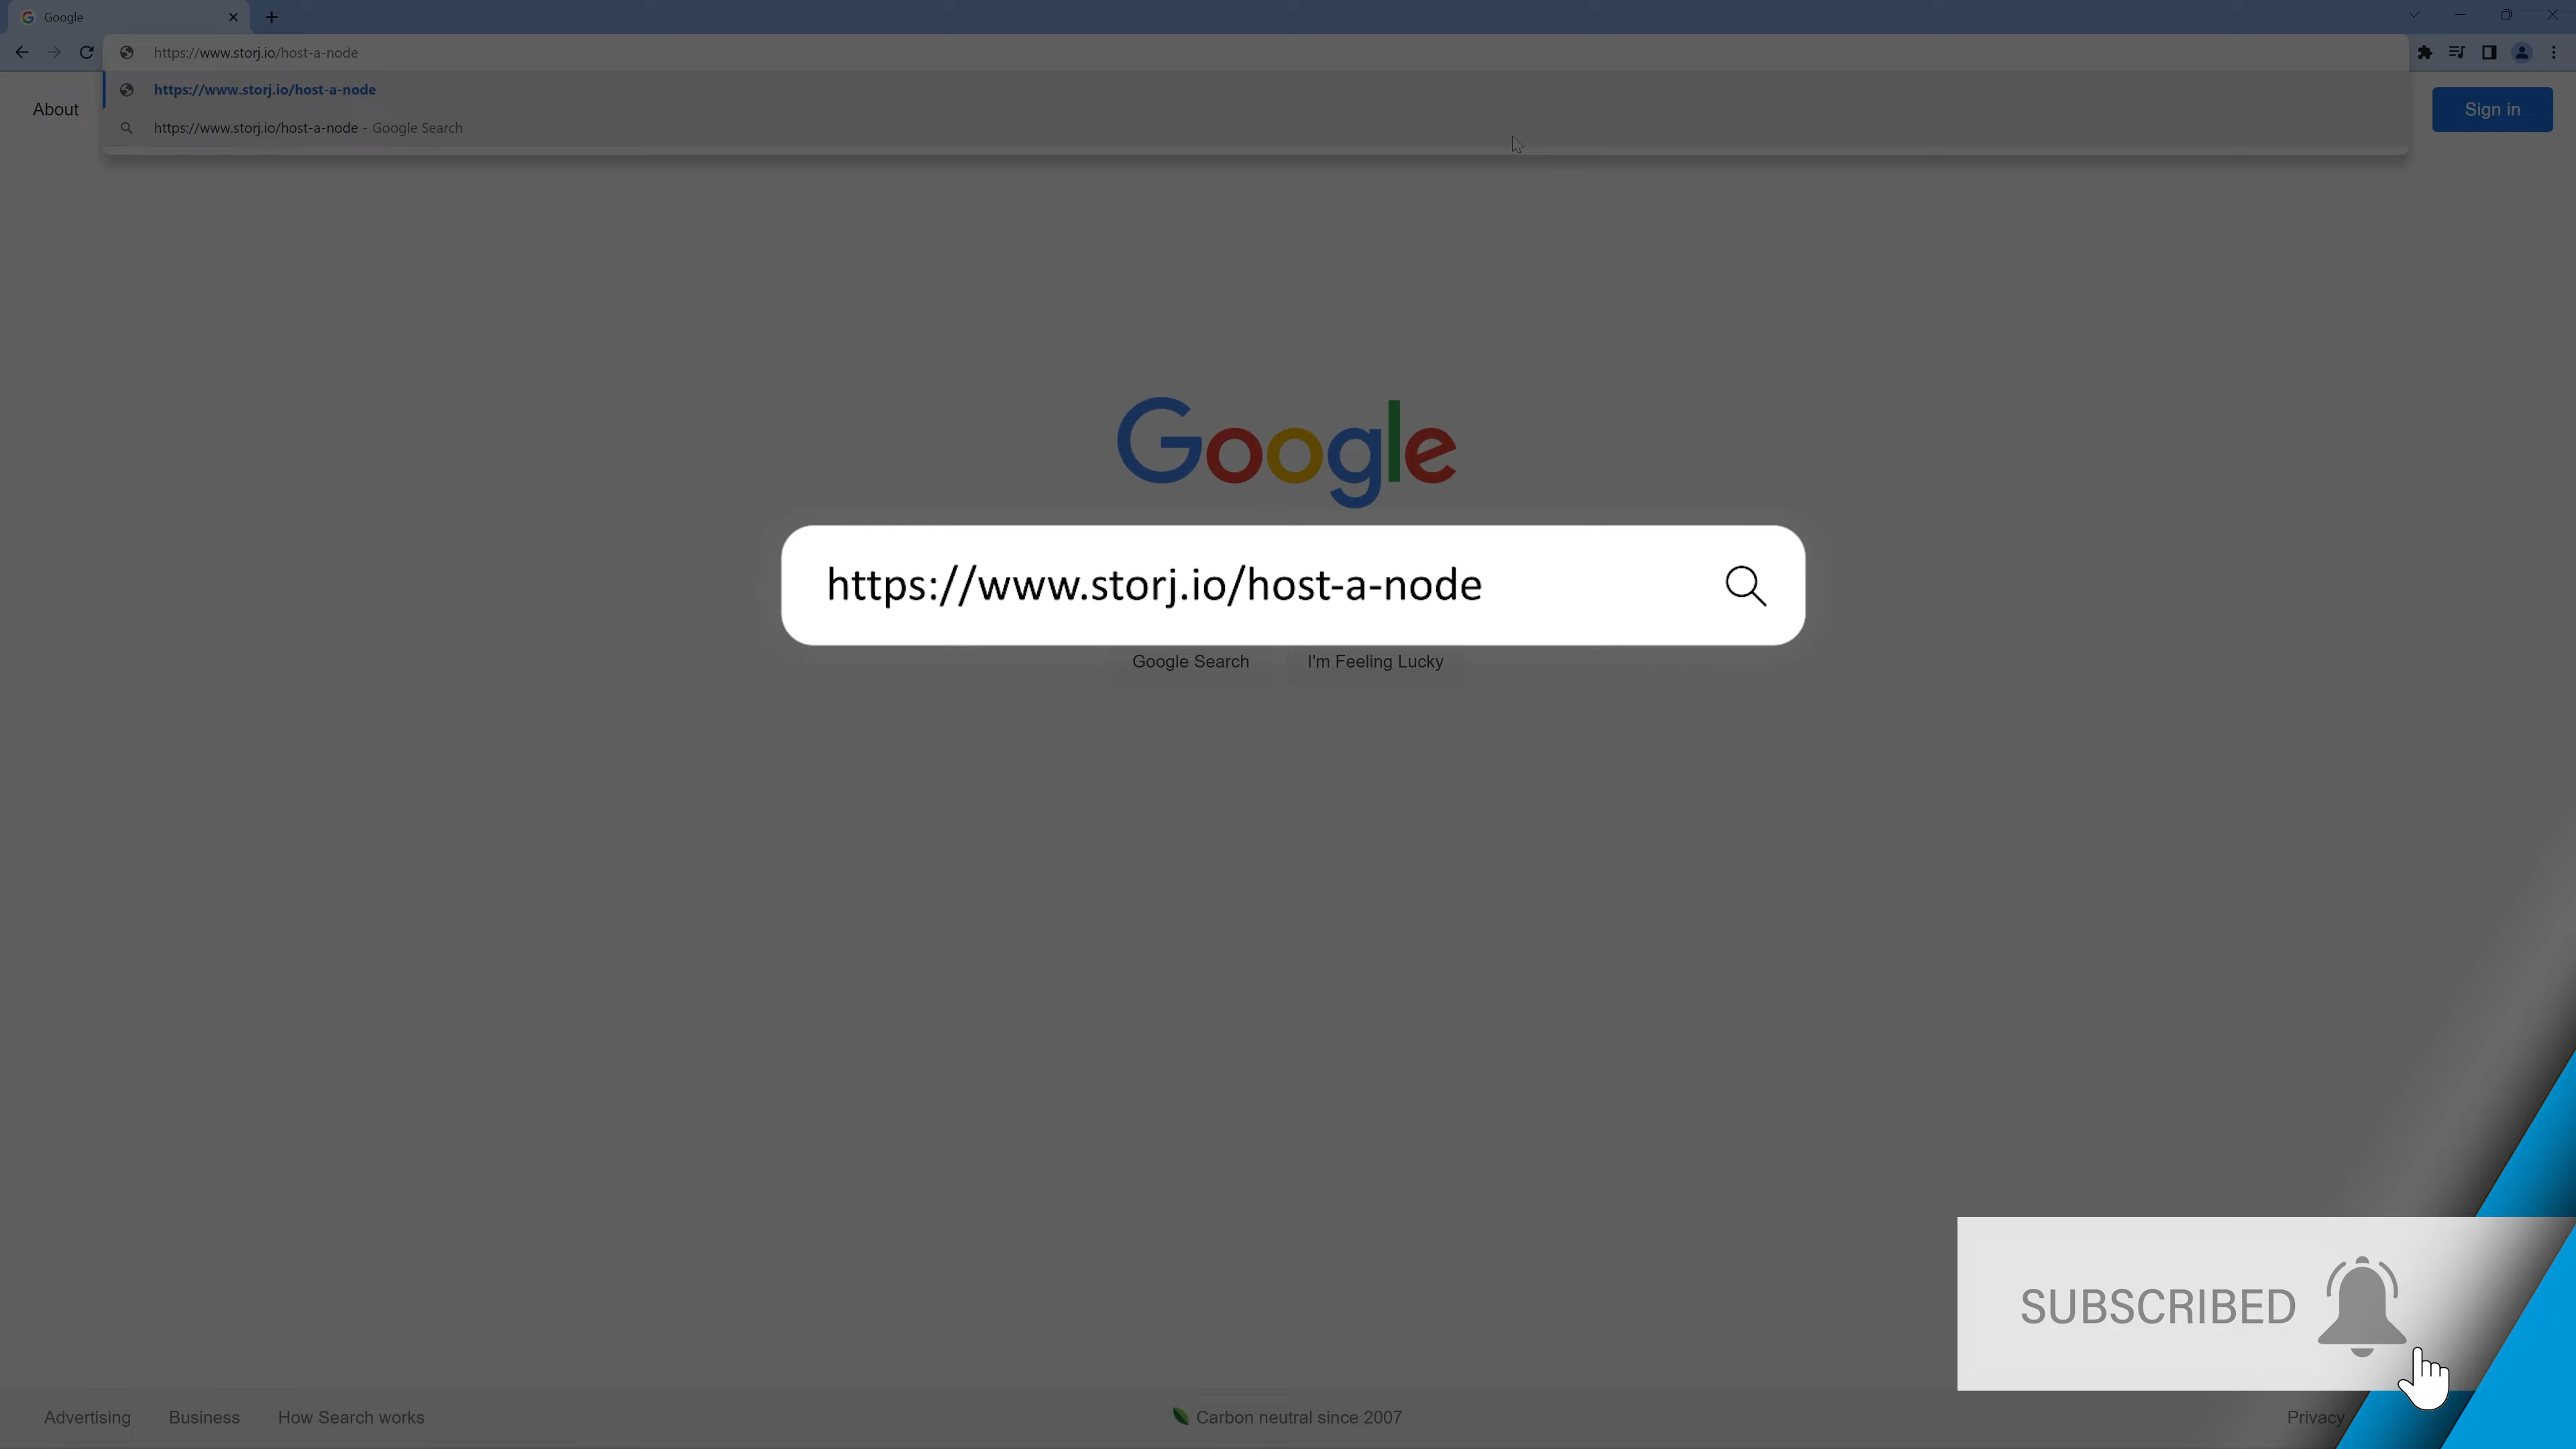 Google
https://www.storj.io/host-a-node
https://www.storj.io/host-a-node
About
https://www.storj.io/host-a-node - Google Search
Sign in
Google
https://www.storj.io/host-a-node
Google Search
I'm Feeling Lucky
SUBSCRIBED
Advertising
Business
How Search works
Carbon neutral since 2007
Privacy